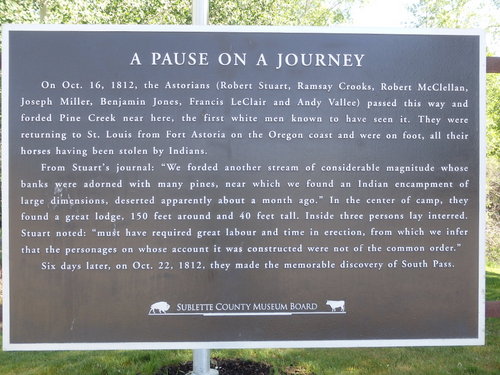 A PAUSE ON A JOURNEY
On Oct. 16, 1812, the Astorians (Robert Stuart, Ramsay Crooks, Robert McClellan,
Joseph Miller, Benjamin Jones, Francis LeClair and Andy Vallee) passed this way and
forded Pine Creek near here, the first white men known to have seen it. They were
returning to St. Louis from Fort Astoria on the Oregon coast and were on foot, all their
horses having been stolen by Indians.
From Stuart's journal: "We forded another stream of considerable magnitude whose
banks were adorned with many pines, near which we found an Indian encampment of
large dimensions, deserted apparently about a month ago." In the center of camp, they
found a great lodge, 150 feet around and 40 feet tall. Inside three persons lay interred.
Stuart noted: "must have required great labour and time in erection, from which we infer
that the personages on whose account it was constructed were not of the common order."
Six days later, on Oct. 22, 1812, they made the memorable discovery of South Pass.
SUBLETTE COUNTY MUSEUM BOARD